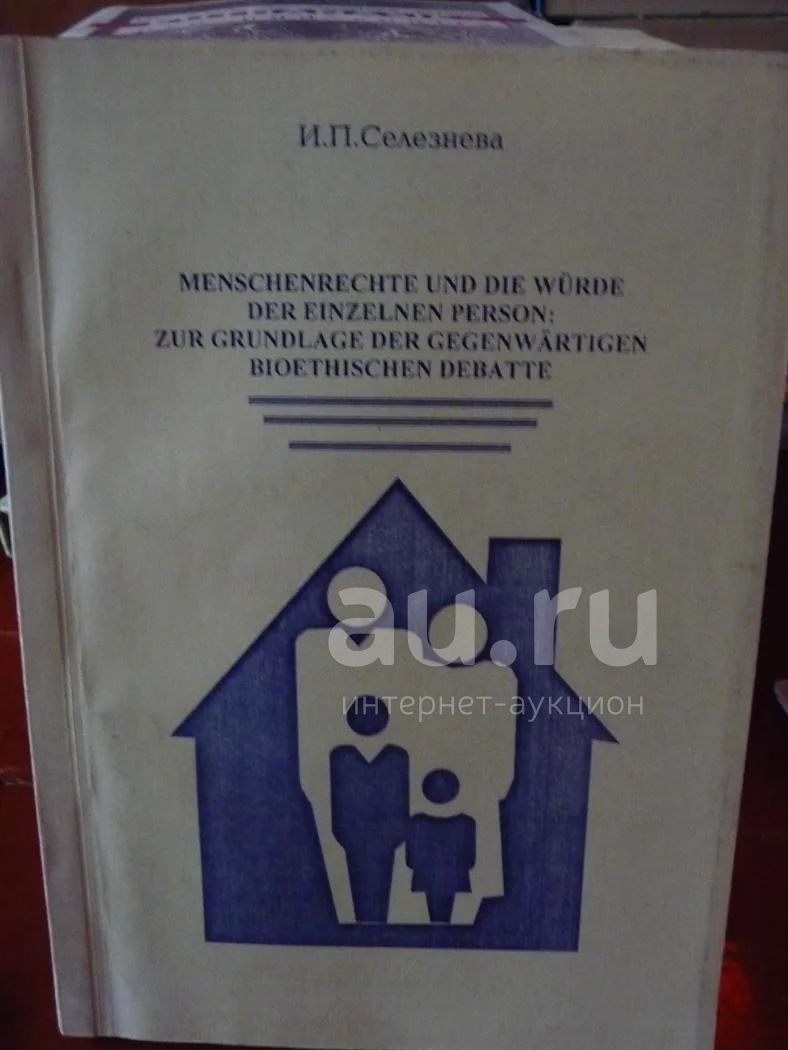 И.П.Селезнева
MENSCHENRECHTE UND DIE WÜRDE
DER EINZELNEN PERSON:
ZUR GRUNDLAGE DER GEGENWÄRTIGEN
BIOETHISCHEN DEBATTE
au.ru
интернет-аукцион